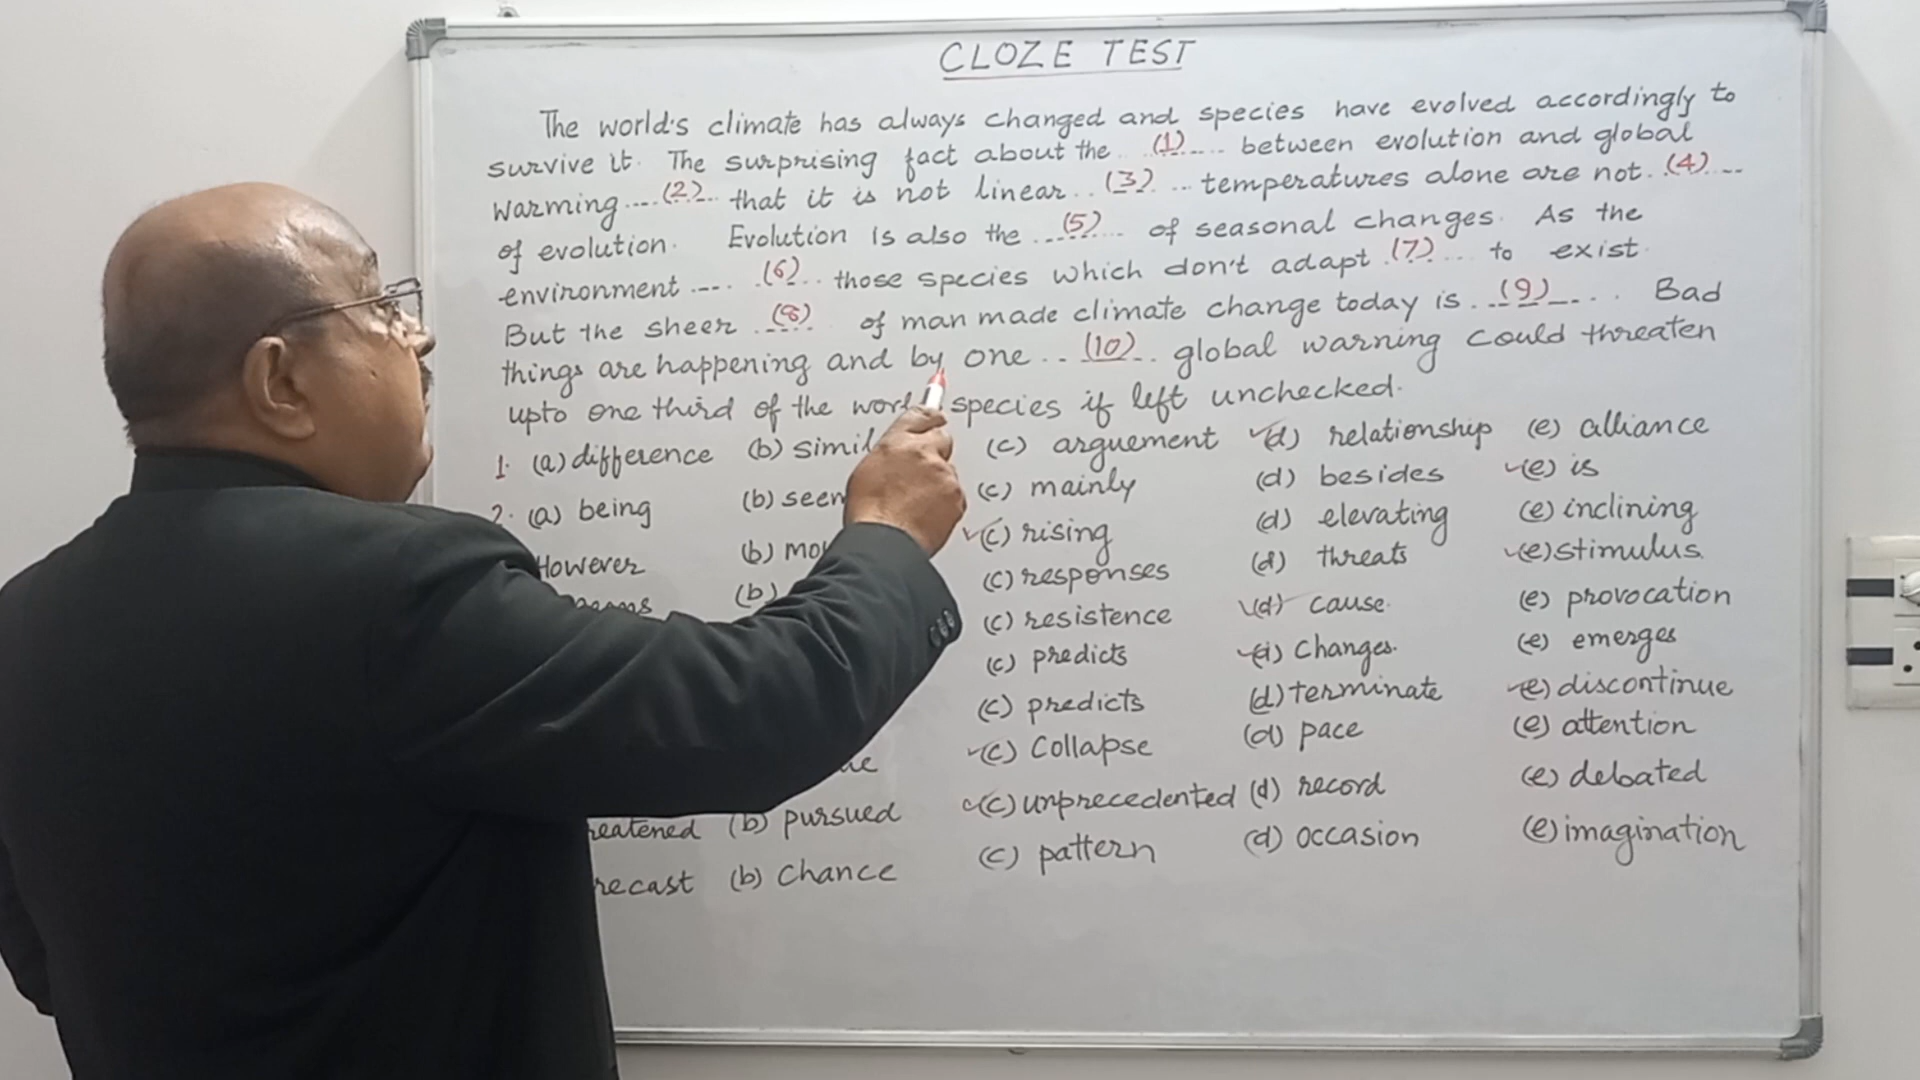 CLOZE TEST
The world's climate has always changed and species have evolved accordingly to
survive it. The surprising fact about the (1) between evolution and global
warming (2) that it is not linear (3) temperatures alone are not (4)
of evolution. Evolution is also the (5) of seasonal changes. As the
environment (6) those species which don't adapt (7) to exist.
But the sheer (8) of man made climate change today is (9). Bad
things are happening and by one (10) global warning could threaten
upto one third of the species if left unchecked.
1. (a) difference (b) (c) arguement (d) relationship (e) alliance
2. (a) being (b) (c) mainly (d) besides (e) is
However (b) (c) rising (d) elevating (e) inclining
(b) (c) responses (d) threats (e) stimulus.
(c) resistence (d) cause. (e) provocation
(c) predicts Changes. (e) emerges
(c) predicts (d) terminate (e) discontinue
(c) Collapse (d) pace (e) attention
(b) pursued (c) unprecedented (d) record (e) debated
(b) Chance (c) pattern (d) occasion (e) imagination